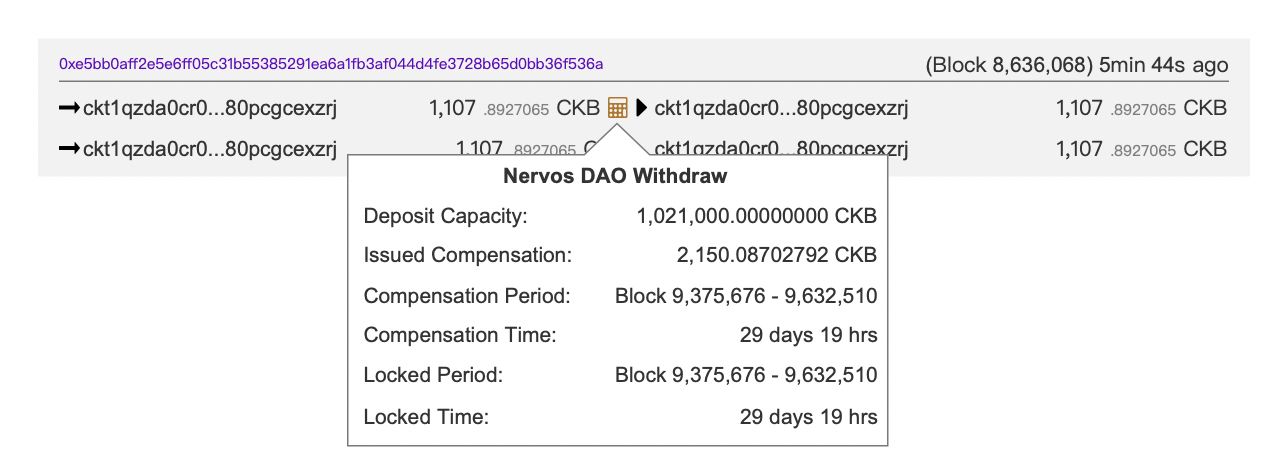 0xe5bb0aff2e5e6ff05c31b55385291ea6a1fb3af044d4fe3728b65d0bb36f536a (Block 8,636,068) 5min 44s ago
ckt1qzda0cr0...80pcgcexzrj 1,107 .8927065 CKB ckt1qzda0cr0...80pcgcexzrj 1,107 .8927065 CKB
ckt1qzda0cr0...80pcgcexzrj 1,107 .8927065 ckt1qzda0cr0...80pcgcexzrj 1,107 .8927065 CKB
Nervos DAO Withdraw
Deposit Capacity: 1,021,000.00000000 CKB
Issued Compensation: 2,150.08702792 CKB
Compensation Period: Block 9,375,676 - 9,632,510
Compensation Time: 29 days 19 hrs
Locked Period: Block 9,375,676 - 9,632,510
Locked Time: 29 days 19 hrs